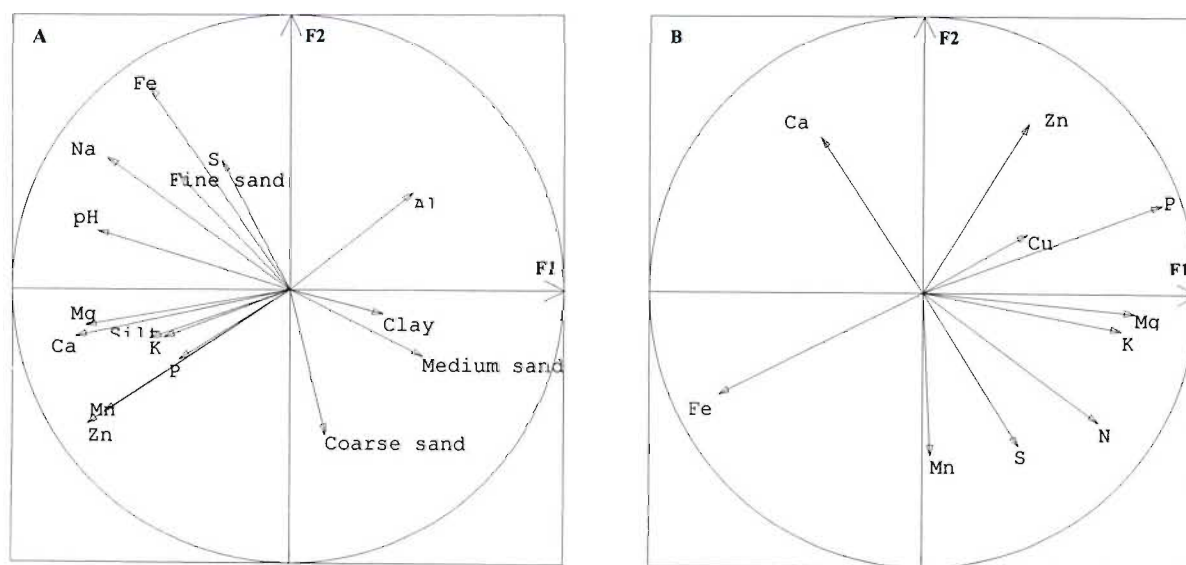 A
F2
Fe
Na
S
Fine sand
pH
Al
F1
Mg
Ca
Silt
K
P
Clay
Medium sand
Mn
Zn
Coarse sand
B
F2
Ca
Zn
P
Cu
F1
Mg
K
Fe
N
Mn
S